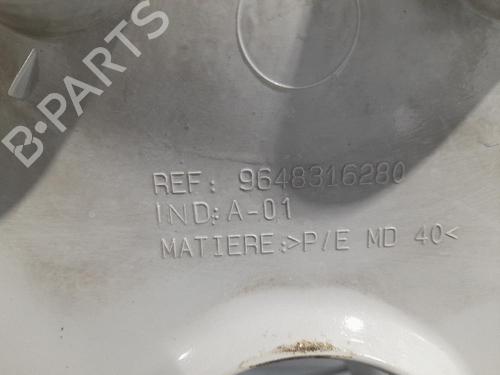 B-PARTS
REF: 9648316280
IND:A-01
MATIERE:>P/E MD 40<